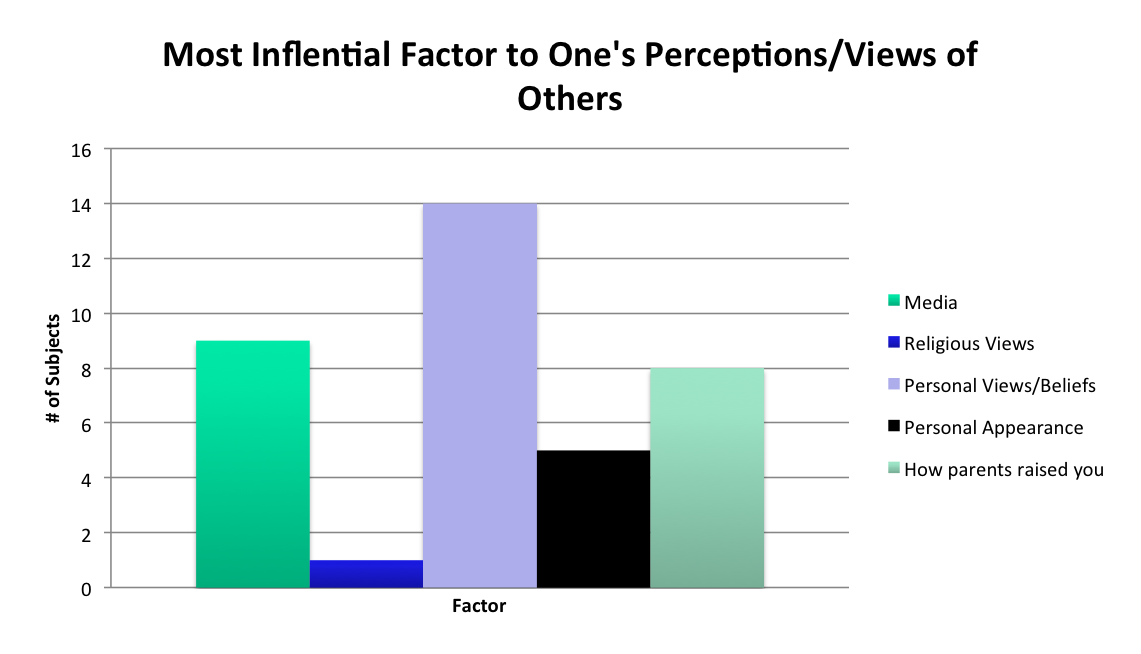 Most Inflential Factor to One's Perceptions/Views of
Others
16
14
12
10
8
6
4
2
0
# of Subjects
Factor
Media
Religious Views
Personal Views/Beliefs
Personal Appearance
How parents raised you